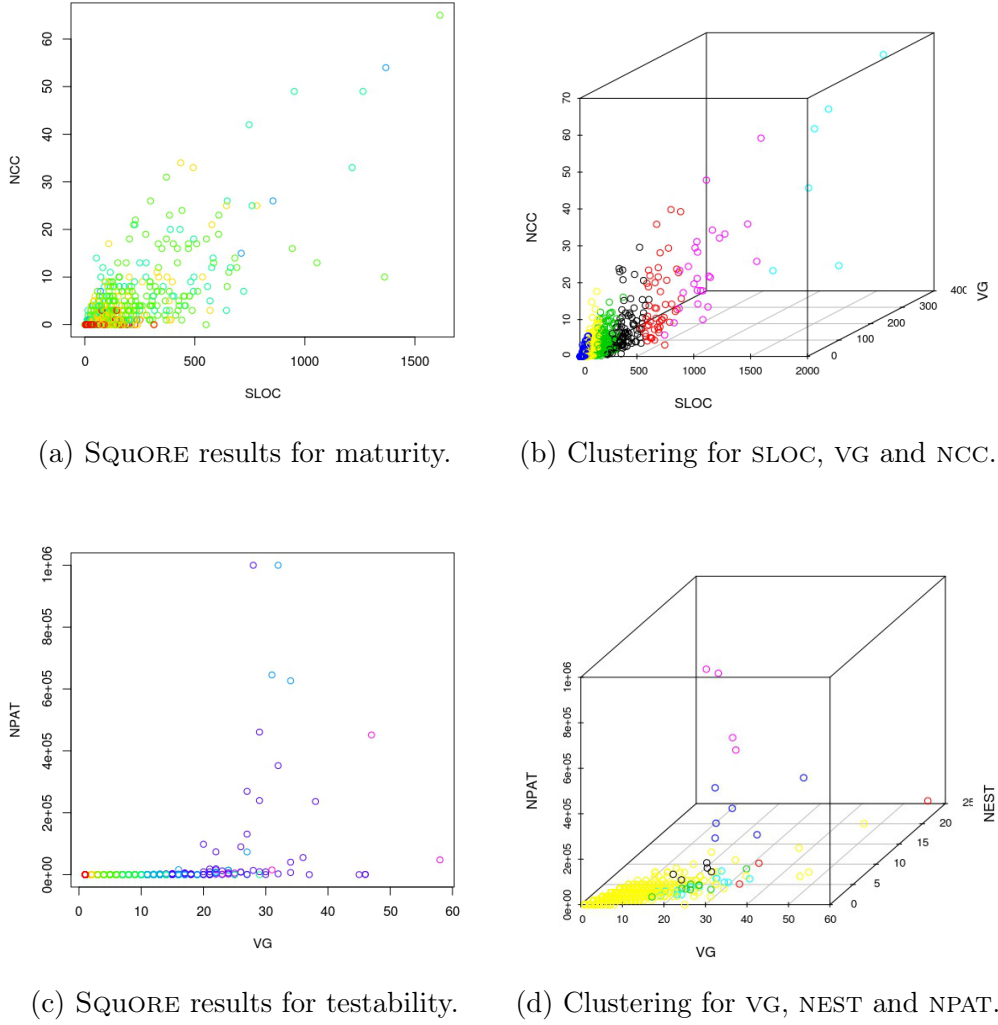 NCC
60
50
40
30
20
10
0
0 500 1000 1500
SLOC
NCC
70
60
50
40
30
20
10
0
0 500 1000 1500 2000
SLOC
0
100
200
300
400
VG
(a) SQUORE results for maturity.
(b) Clustering for SLOC, VG and NCC.
NPAT
1e+06
8e+05
6e+05
4e+05
2e+05
0e+00
0 10 20 30 40 50 60
VG
NPAT
1e+06
8e+05
6e+05
4e+05
2e+05
0e+00
0 10 20 30 40 50 60
VG
0
5
10
15
20
25
NEST
(c) SQUORE results for testability.
(d) Clustering for VG, NEST and NPAT.